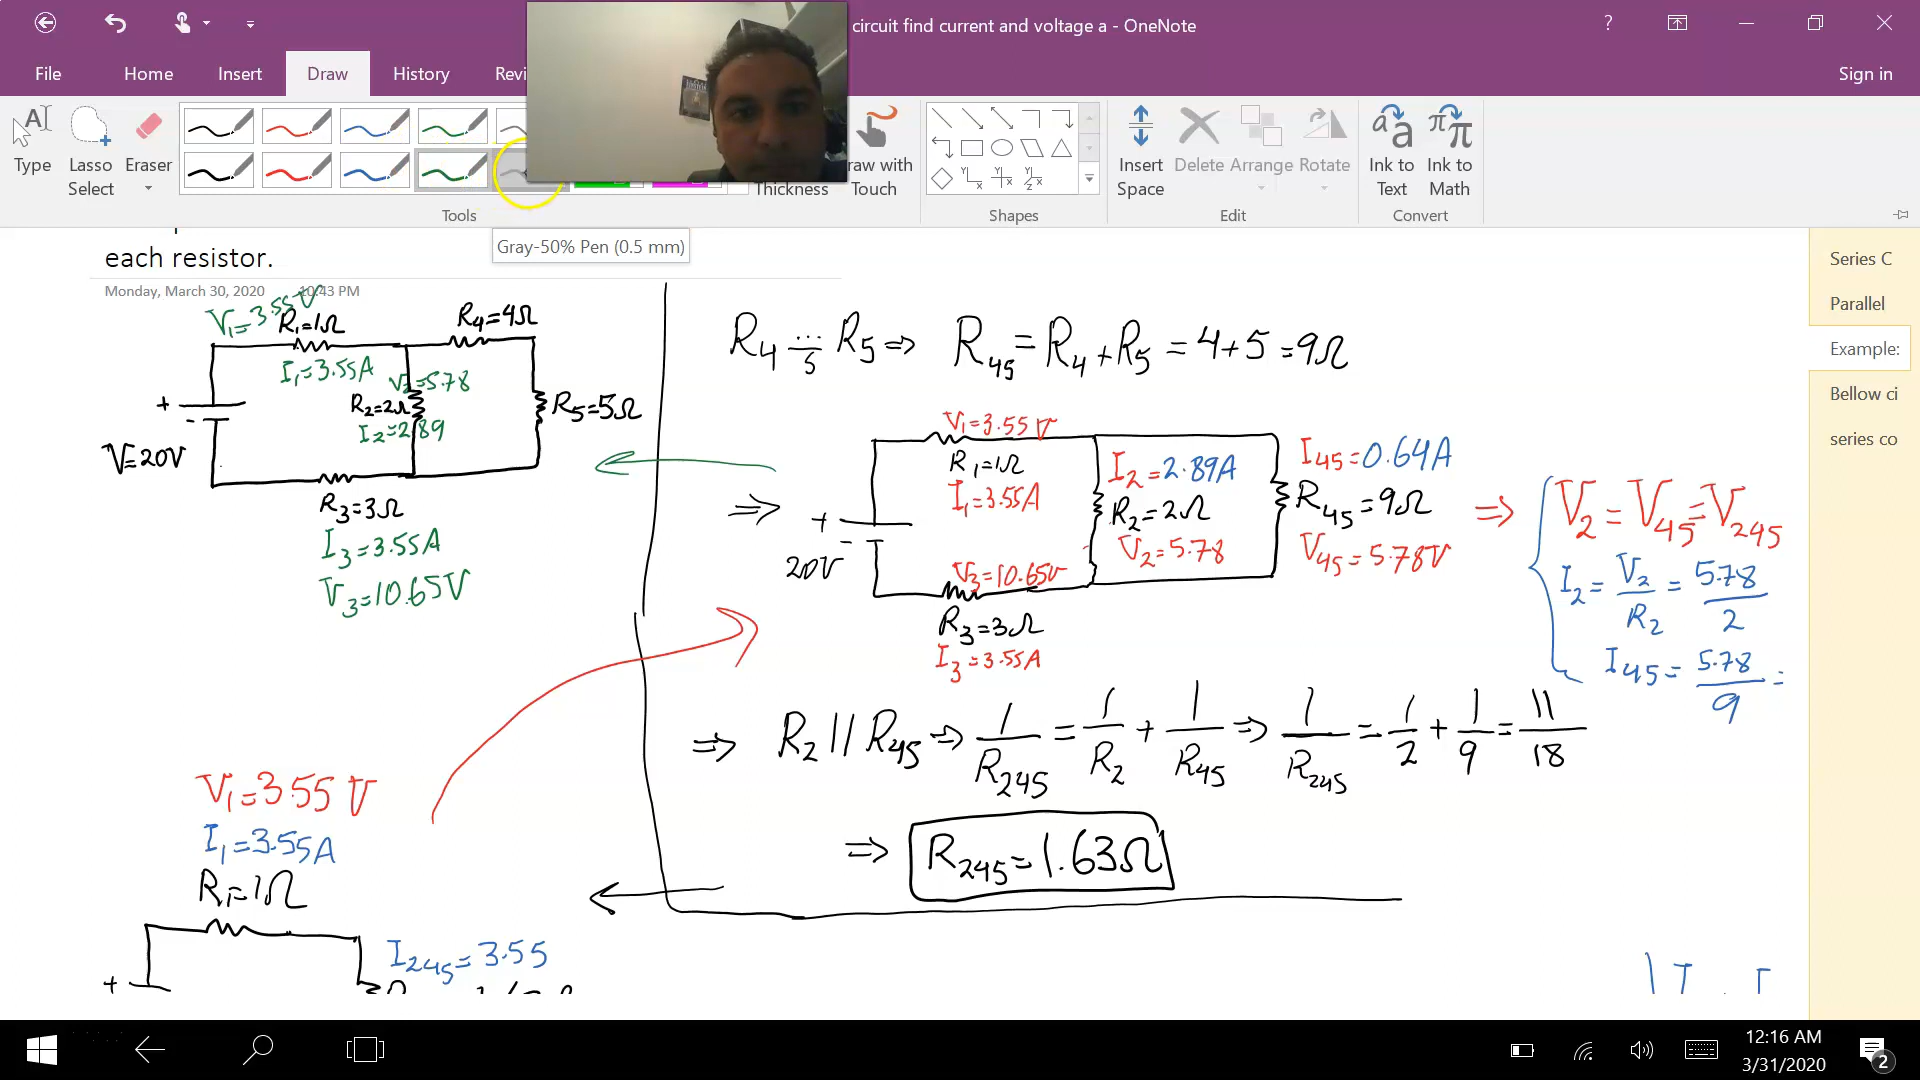 circuit find current and voltage a - OneNote
File Home Insert Draw History Revi Sign in
Type Lasso Select Eraser
raw with Touch
Thickness
Insert Space Delete Arrange Rotate Ink to Text Ink to Math
Tools Shapes Edit Convert
Gray-50% Pen (0.5 mm)
each resistor.
Monday, March 30, 2020 10:43 PM
V₁=3.55V
R₁=1Ω
I₁=3.55A
R₄=4Ω
V₂=5.78
R₂=2Ω
I₂=2.89
R₅=5Ω
+
-
V=20V
R₃=3Ω
I₃=3.55A
V₃=10.65V
R₄ ... S R₅ ⇒ R₄₅=R₄+R₅=4+5=9Ω
⇒
V₁=3.55V
R₁=1Ω
I₁=3.55A
+
-
20V
I₂=2.89A
R₂=2Ω
V₂=5.78
I₄₅=0.64A
R₄₅=9Ω
V₄₅=5.78V
V₃=10.65V
R₃=3Ω
I₃=3.55A
⇒ V₂=V₄₅=V₂₄₅
I₂=V₂/R₂=5.78/2
I₄₅=5.78/9=
⇒ R₂//R₄₅ ⇒ 1/R₂₄₅=1/R₂+1/R₄₅ ⇒ 1/R₂₄₅=1/2+1/9=11/18
⇒ R₂₄₅=1.63Ω
V₁=3.55V
I₁=3.55A
R₁=1Ω
I₂₄₅=3.55
+
Series C
Parallel
Example:
Bellow ci
series co
12:16 AM
3/31/2020
2